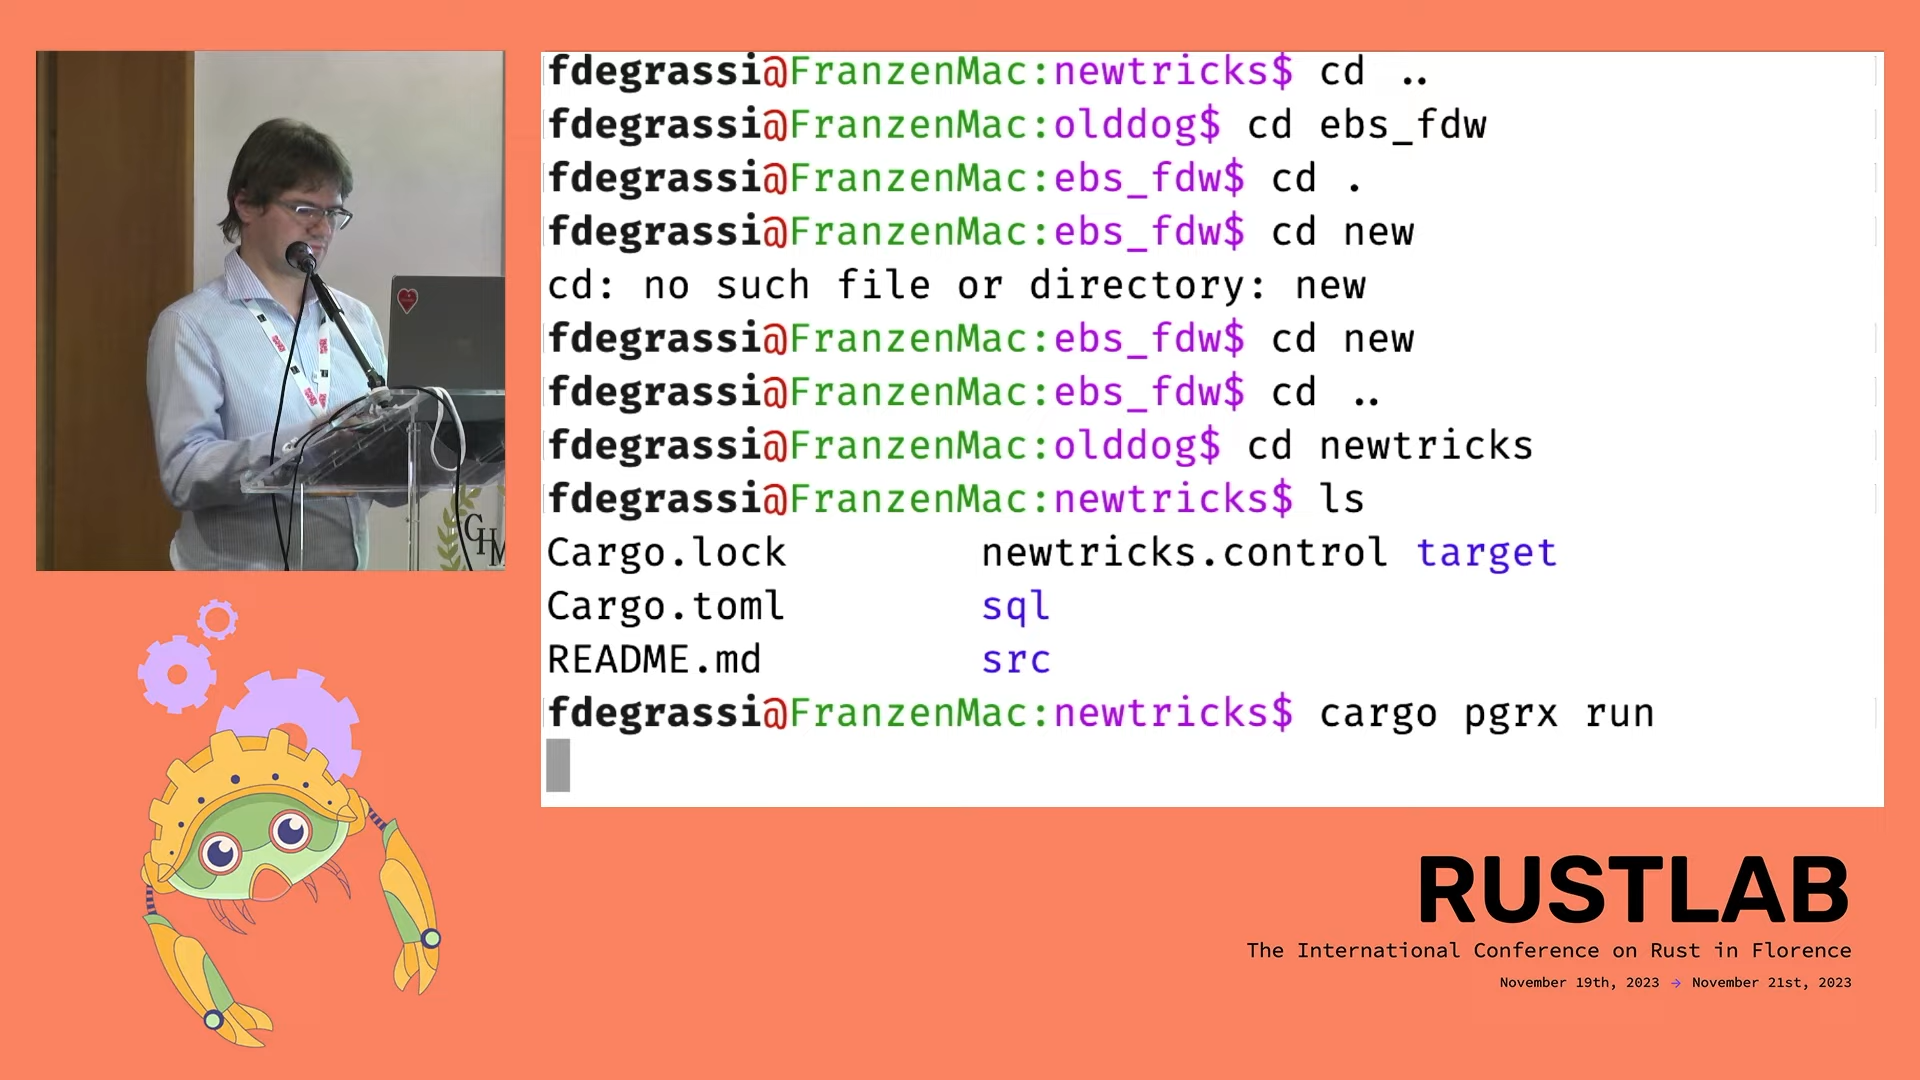 fdegrassi@FranzenMac:newtricks$ cd ..
fdegrassi@FranzenMac:olddog$ cd ebs_fdw
fdegrassi@FranzenMac:ebs_fdw$ cd .
fdegrassi@FranzenMac:ebs_fdw$ cd new
cd: no such file or directory: new
fdegrassi@FranzenMac:ebs_fdw$ cd new
fdegrassi@FranzenMac:ebs_fdw$ cd ..
fdegrassi@FranzenMac:olddog$ cd newtricks
fdegrassi@FranzenMac:newtricks$ ls
Cargo.lock newtricks.control target
Cargo.toml sql
README.md src
fdegrassi@FranzenMac:newtricks$ cargo pgrx run
RUSTLAB
The International Conference on Rust in Florence
November 19th, 2023 → November 21st, 2023